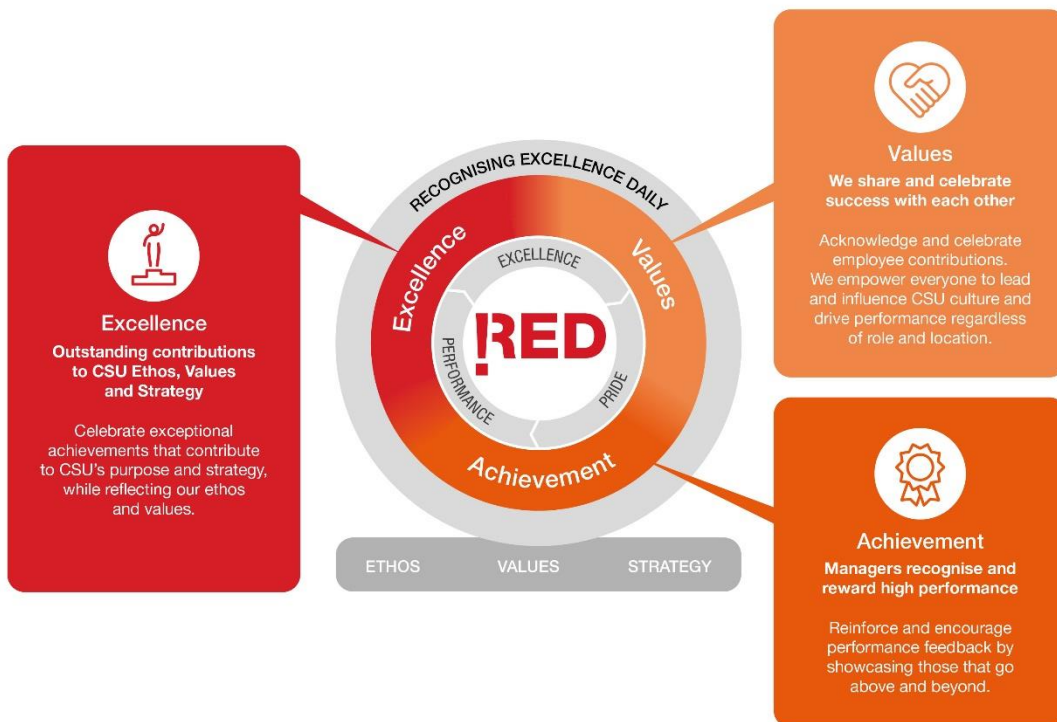 Excellence
Outstanding contributions
to CSU Ethos, Values
and Strategy
Celebrate exceptional
achievements that contribute
to CSU's purpose and strategy,
while reflecting our ethos
and values.
RECOGNISING EXCELLENCE DAILY
Excellence
Values
Achievement
EXCELLENCE
PRIDE
PERFORMANCE
!RED
ETHOS VALUES STRATEGY
Values
We share and celebrate
success with each other
Acknowledge and celebrate
employee contributions.
We empower everyone to lead
and influence CSU culture and
drive performance regardless
of role and location.
Achievement
Managers recognise and
reward high performance
Reinforce and encourage
performance feedback by
showcasing those that go
above and beyond.